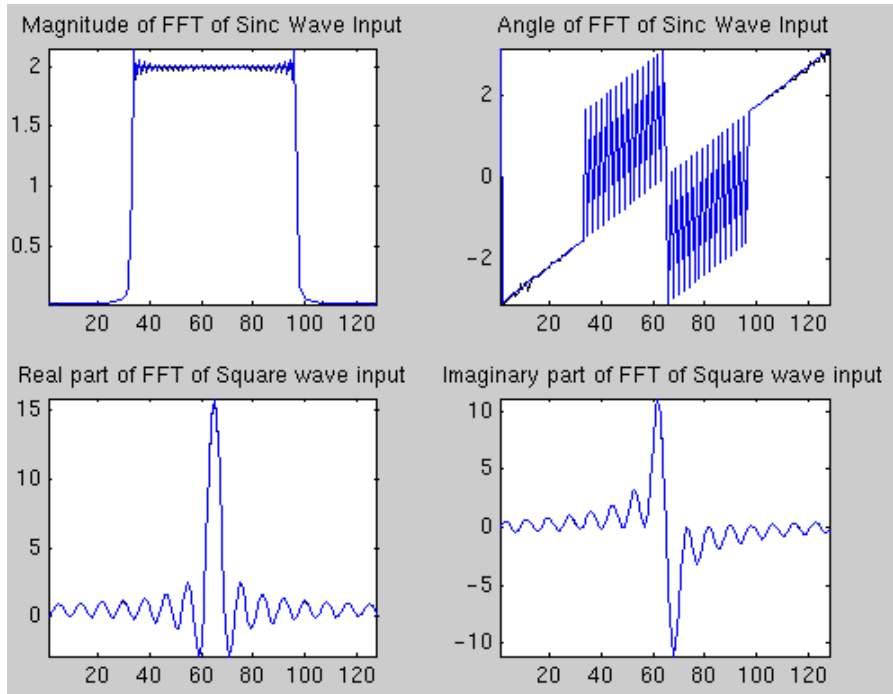 Magnitude of FFT of Sinc Wave Input
2
1.5
1
0.5
20 40 60 80 100 120
Angle of FFT of Sinc Wave Input
2
0
-2
20 40 60 80 100 120
Real part of FFT of Square wave input
15
10
5
0
20 40 60 80 100 120
Imaginary part of FFT of Square wave input
10
5
0
-5
-10
20 40 60 80 100 120